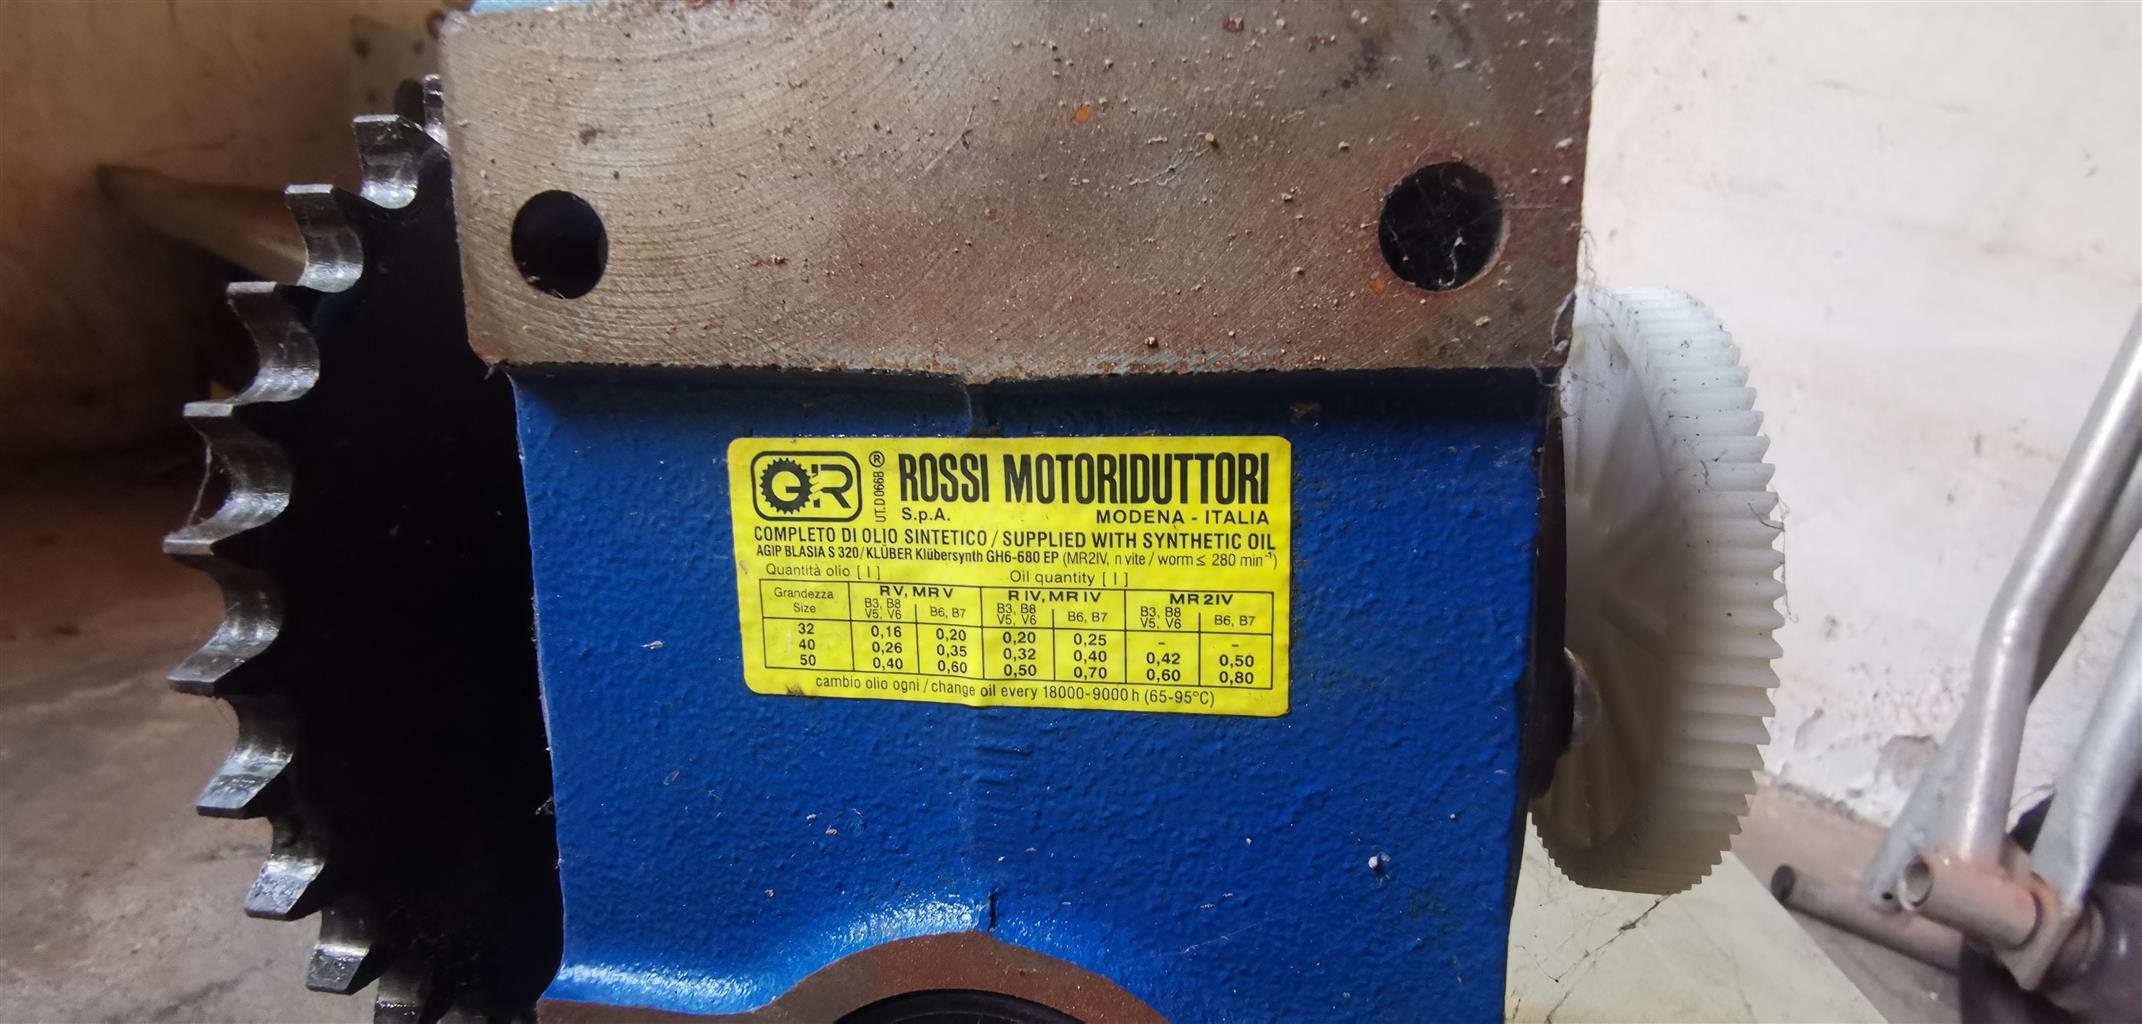 GR ® ROSSI MOTORIDUTTORI
UT.D 0668
S.p.A. MODENA - ITALIA
COMPLETO DI OLIO SINTETICO / SUPPLIED WITH SYNTHETIC OIL
AGIP BLASIA S 320 / KLÜBER Klübersynth GH6-680 EP (MR2IV, n vite / worm ≤ 280 min⁻¹)
Quantità olio [ l ] Oil quantity [ l ]
Grandezza Size R V, MR V R IV, MR IV MR 2IV
B3, B8 B6, B7 B3, B8 B6, B7 B3, B8 B6, B7
V5, V6 V5, V6 V5, V6
32 0,16 0,20 0,20 0,25 – –
40 0,26 0,35 0,32 0,40 0,42 0,50
50 0,40 0,60 0,50 0,70 0,60 0,80
cambio olio ogni / change oil every 18000-9000 h (65-95°C)